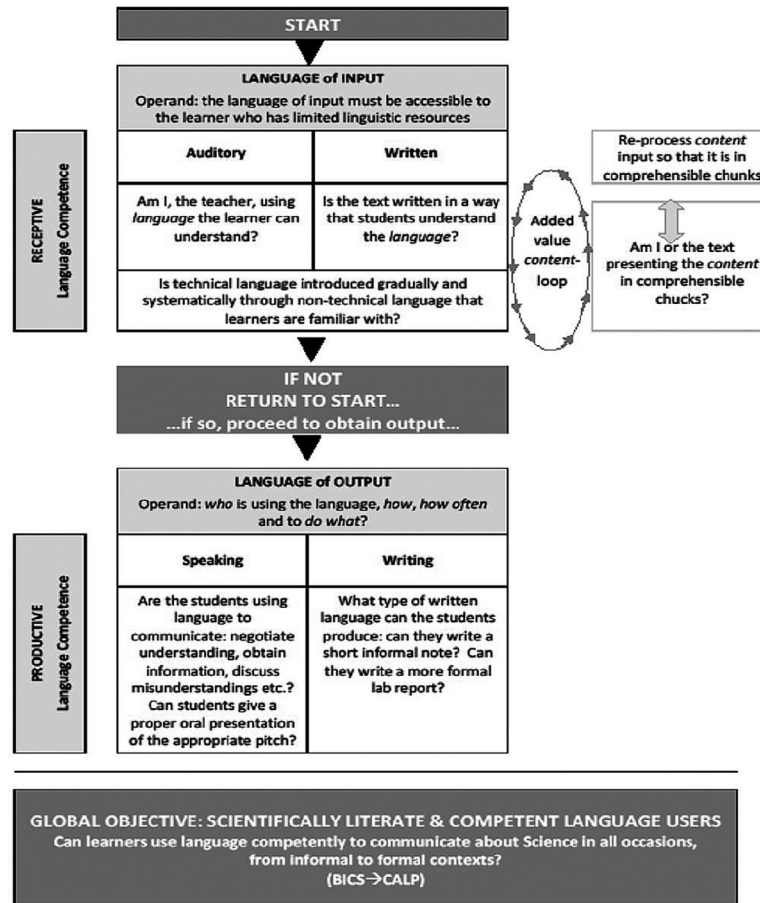 START
LANGUAGE of INPUT
Operand: the language of input must be accessible to
the learner who has limited linguistic resources
RECEPTIVE
Language Competence
Auditory
Written
Am I, the teacher, using
language the learner can
understand?
Is the text written in a way
that students understand
the language?
Is technical language introduced gradually and
systematically through non-technical language that
learners are familiar with?
Added
value
content-
loop
Re-process content
input so that it is in
comprehensible chunks
Am I or the text
presenting the content
in comprehensible
chucks?
IF NOT
RETURN TO START...
...if so, proceed to obtain output...
LANGUAGE of OUTPUT
Operand: who is using the language, how, how often
and to do what?
PRODUCTIVE
Language Competence
Speaking
Writing
Are the students using
language to
communicate: negotiate
understanding, obtain
information, discuss
misunderstandings etc.?
Can students give a
proper oral presentation
of the appropriate pitch?
What type of written
language can the students
produce: can they write a
short informal note? Can
they write a more formal
lab report?
GLOBAL OBJECTIVE: SCIENTIFICALLY LITERATE & COMPETENT LANGUAGE USERS
Can learners use language competently to communicate about Science in all occasions,
from informal to formal contexts?
(BICS→CALP)